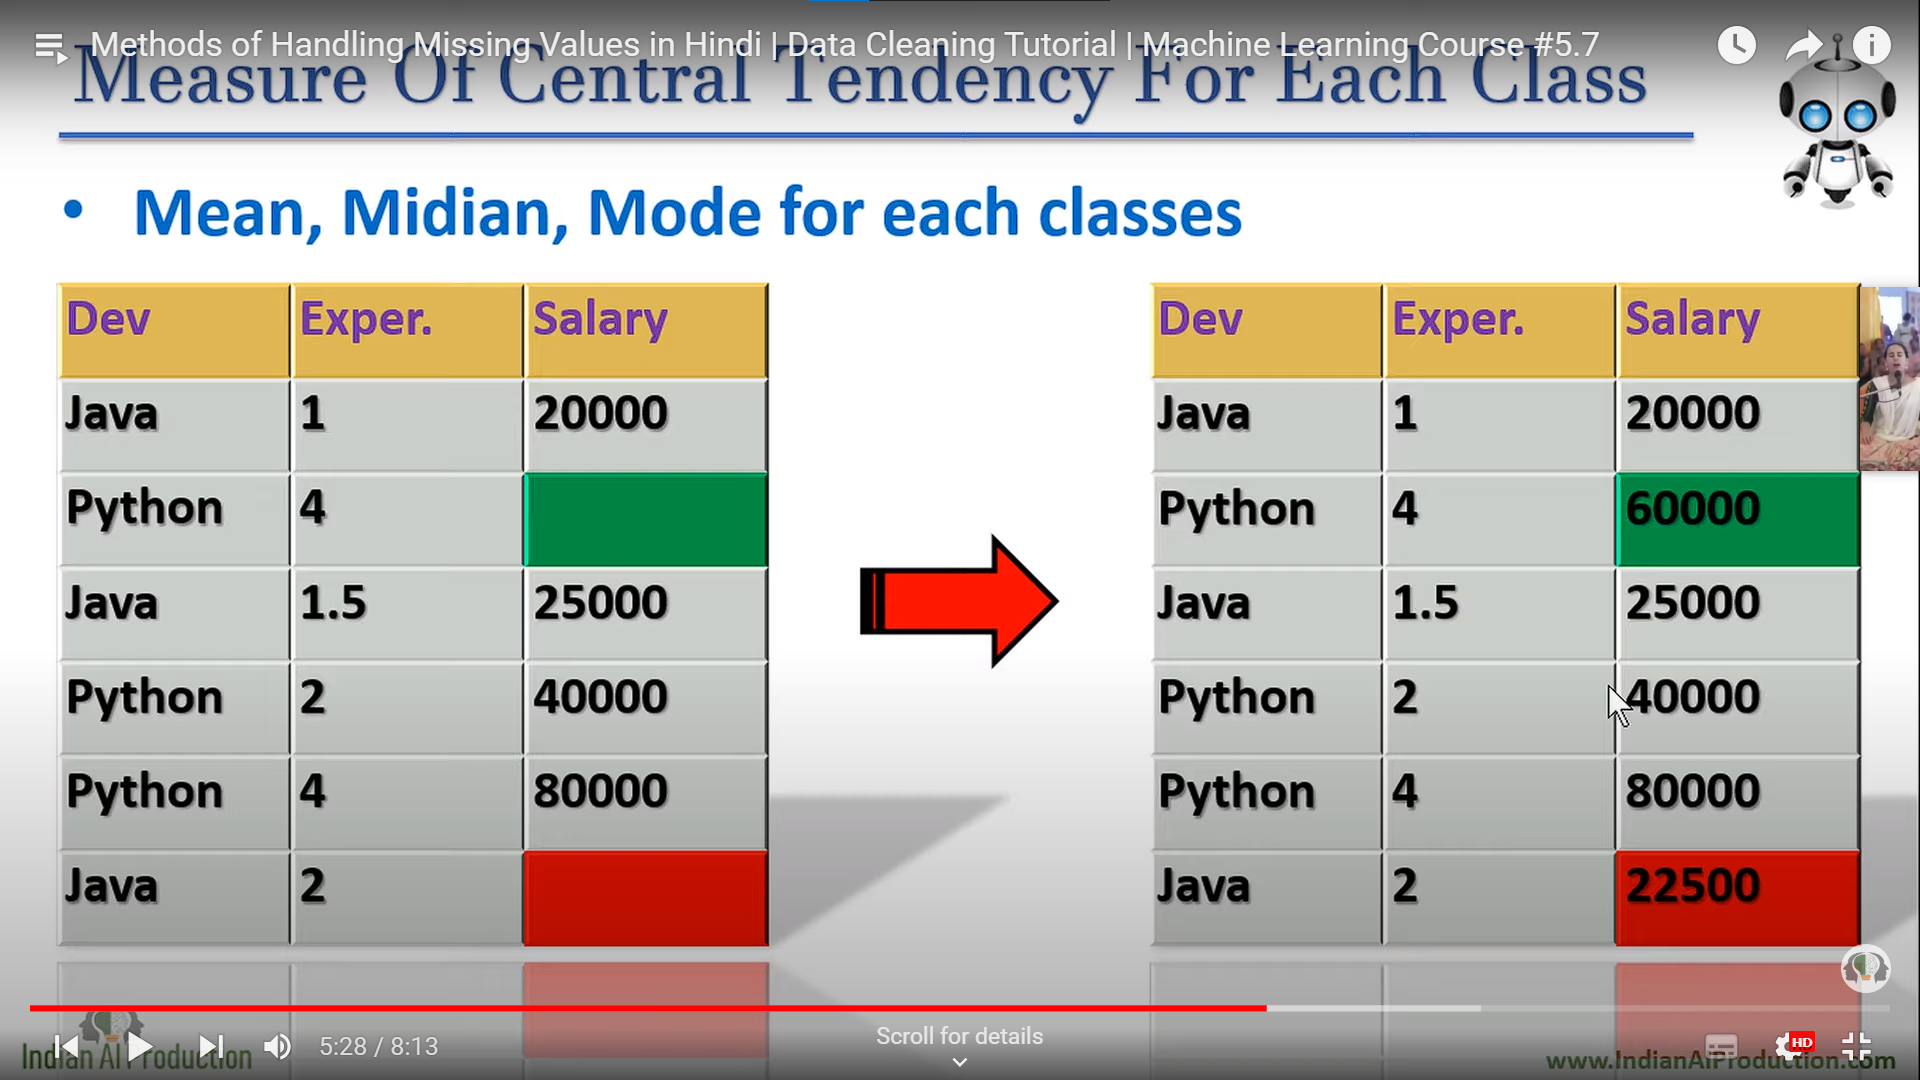 Methods of Handling Missing Values in Hindi | Data Cleaning Tutorial | Machine Learning Course #5.7
Measure Of Central Tendency For Each Class
• Mean, Midian, Mode for each classes
Dev Exper. Salary
Java 1 20000
Python 4
Java 1.5 25000
Python 2 40000
Python 4 80000
Java 2
Dev Exper. Salary
Java 1 20000
Python 4 60000
Java 1.5 25000
Python 2 40000
Python 4 80000
Java 2 22500
Scroll for details
5:28 / 8:13
HD
Indian AI Production
www.IndianAIProduction.com